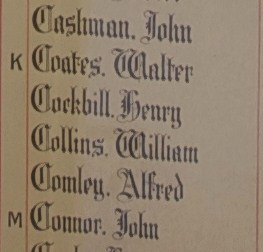 Cashman. John
K Coates. Walter
Cockbill. Henry
Collins. William
Comley. Alfred
M Connor. John